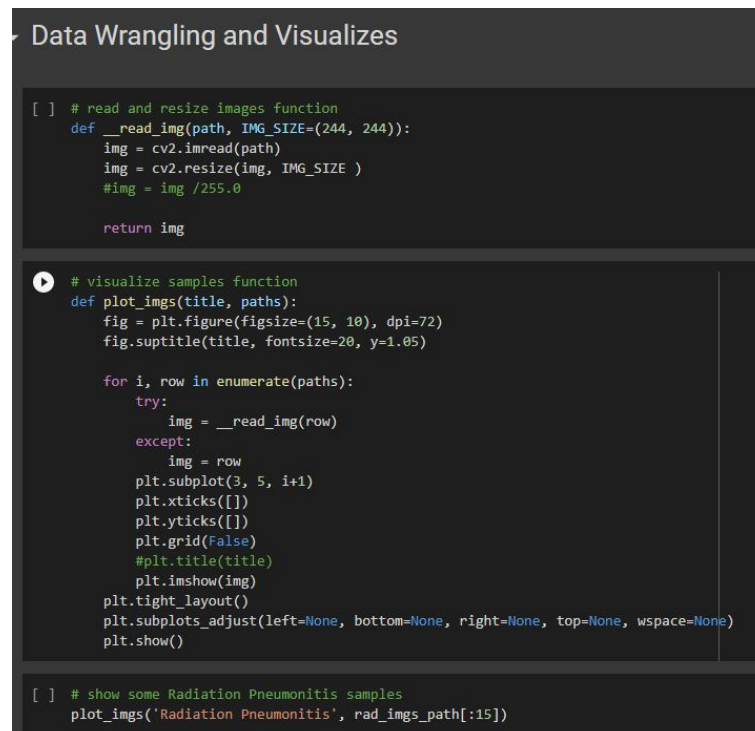 Data Wrangling and Visualizes
[ ] # read and resize images function
def __read_img(path, IMG_SIZE=(244, 244)):
img = cv2.imread(path)
img = cv2.resize(img, IMG_SIZE )
#img = img /255.0
return img
# visualize samples function
def plot_imgs(title, paths):
fig = plt.figure(figsize=(15, 10), dpi=72)
fig.suptitle(title, fontsize=20, y=1.05)
for i, row in enumerate(paths):
try:
img = __read_img(row)
except:
img = row
plt.subplot(3, 5, i+1)
plt.xticks([])
plt.yticks([])
plt.grid(False)
#plt.title(title)
plt.imshow(img)
plt.tight_layout()
plt.subplots_adjust(left=None, bottom=None, right=None, top=None, wspace=None)
plt.show()
[ ] # show some Radiation Pneumonitis samples
plot_imgs('Radiation Pneumonitis', rad_imgs_path[:15])